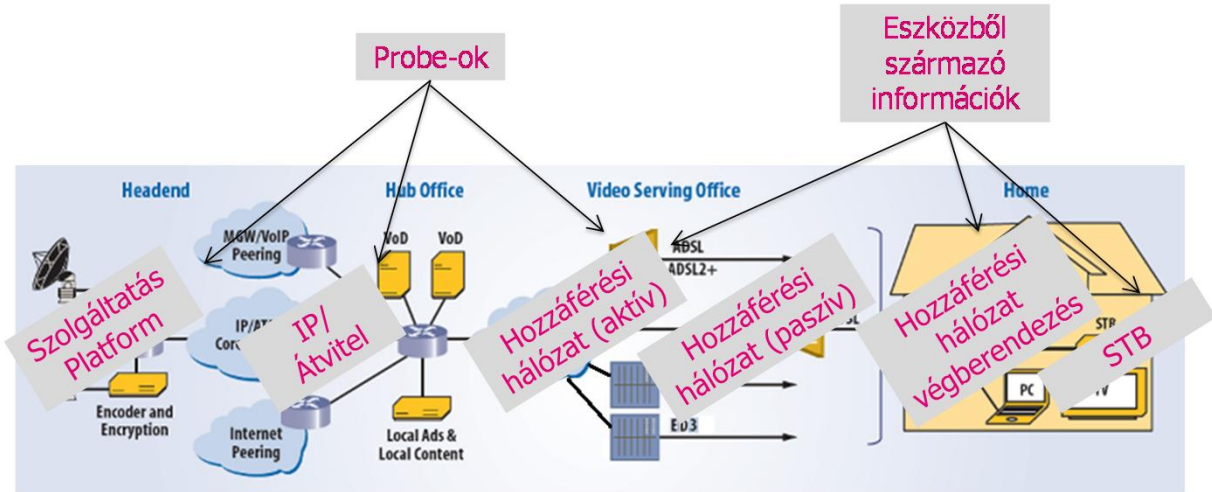 Probe-ok
Eszközből
származó
információk
Headend
Hub Office
Video Serving Office
Home
MGW/VoIP
Peering
VoD
VoD
ADSL
ADSL2+
Szolgáltatás
Platform
IP/
Átvitel
Hozzáférési
hálózat (aktív)
Hozzáférési
hálózat (paszív)
Hozzáférési
hálózat
végberendezés
STB
PC
Encoder and
Encryption
Internet
Peering
Local Ads &
Local Content